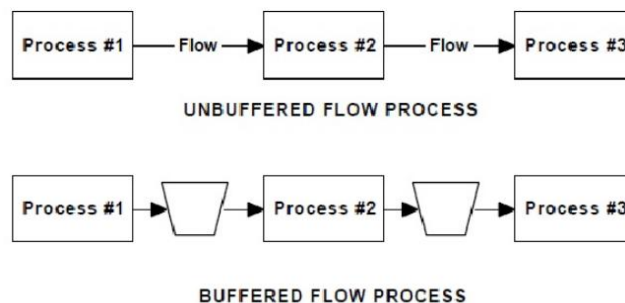 Process #1 Flow Process #2 Flow Process #3
UNBUFFERED FLOW PROCESS
Process #1 Process #2 Process #3
BUFFERED FLOW PROCESS